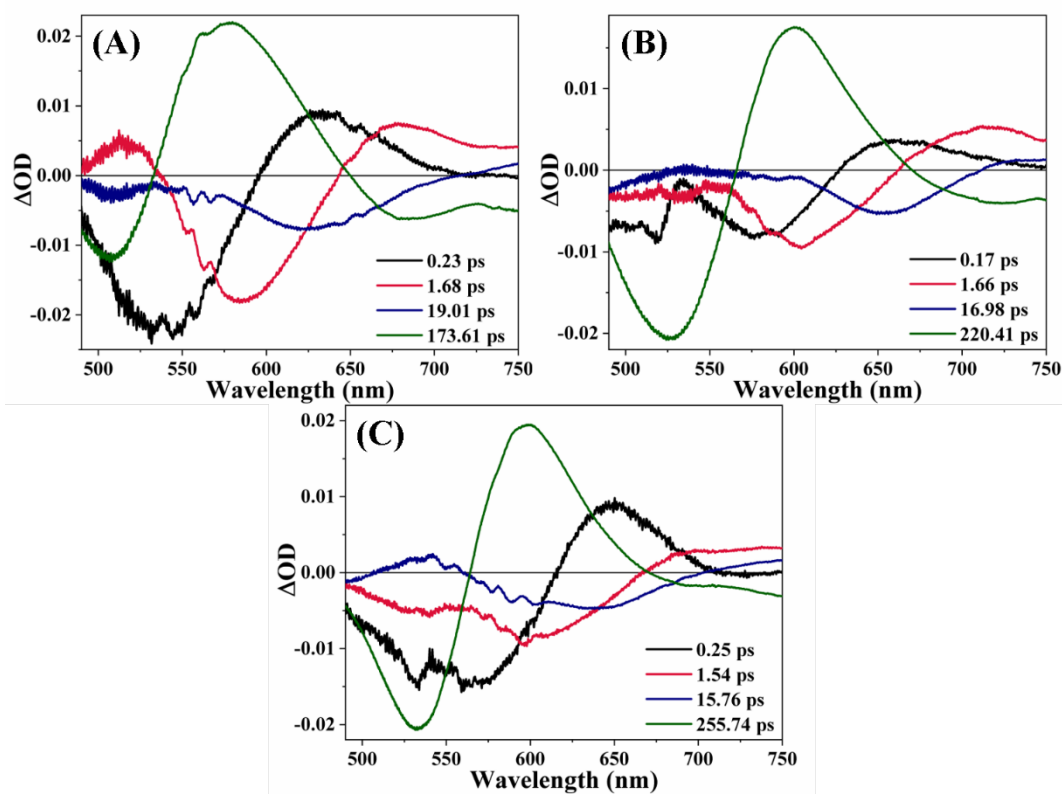 (A)
0.02
0.01
0.00
-0.01
-0.02
ΔOD
0.23 ps
1.68 ps
19.01 ps
173.61 ps
500 550 600 650 700 750
Wavelength (nm)
(B)
0.01
0.00
-0.01
-0.02
ΔOD
0.17 ps
1.66 ps
16.98 ps
220.41 ps
500 550 600 650 700 750
Wavelength (nm)
(C)
0.02
0.01
0.00
-0.01
-0.02
ΔOD
0.25 ps
1.54 ps
15.76 ps
255.74 ps
500 550 600 650 700 750
Wavelength (nm)